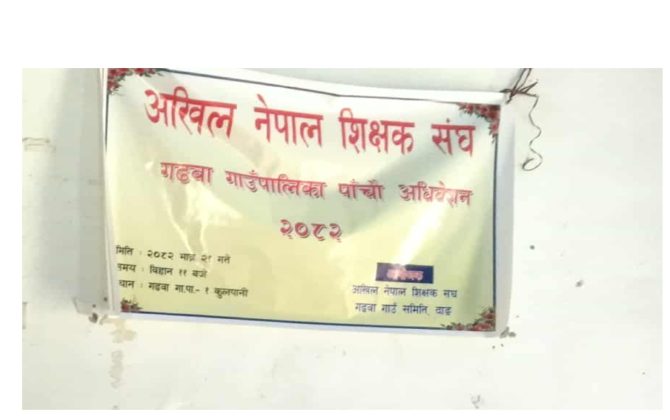 अखिल नेपाल शिक्षक संघ
गढवा गाउँपालिका पाँचौ अधिवेशन
२०८२
मिति : २०८२ माघ २१ गते
समय : बिहान ११ बजे
थान : गढवा गा.पा.- १ कुलपानी
आयोजक
अखिल नेपाल शिक्षक संघ
गढवा गाउँ समिति, दाङ